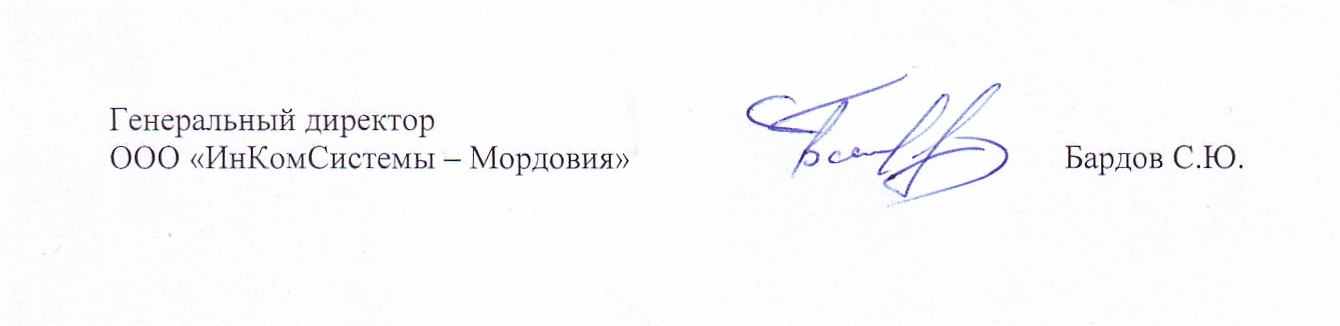 Генеральный директор
ООО «ИнКомСистемы – Мордовия» Бардов С.Ю.